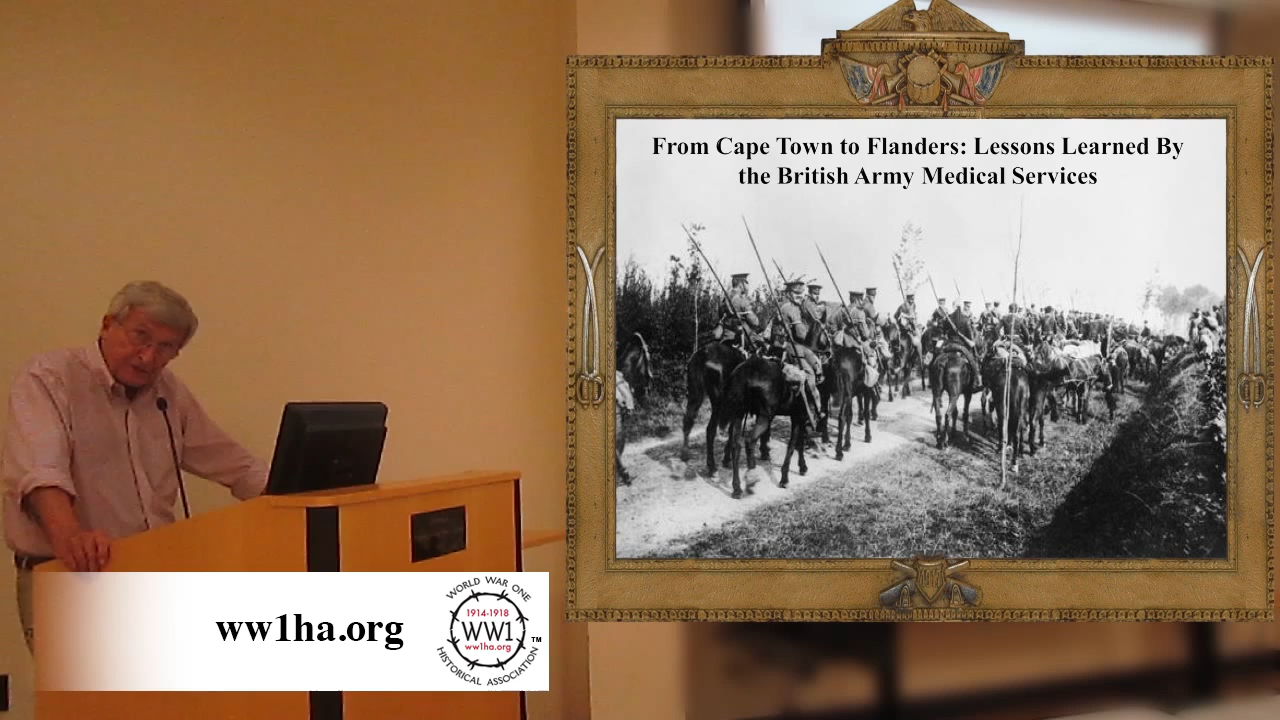 From Cape Town to Flanders: Lessons Learned By
the British Army Medical Services
ww1ha.org
WORLD WAR ONE
1914-1918
WW1
ww1ha.org
HISTORICAL ASSOCIATION
TM